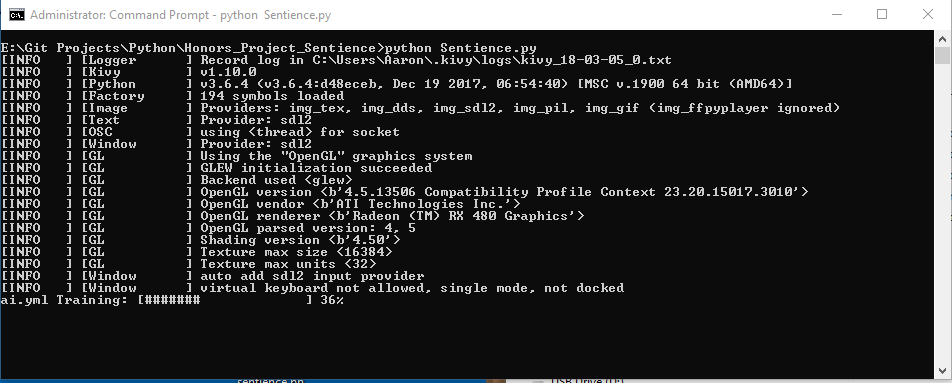 Administrator: Command Prompt - python  Sentience.py
E:\Git Projects\Python\Honors_Project_Sentience>python Sentience.py
[INFO   ] [Logger      ] Record log in C:\Users\Aaron\.kivy\logs\kivy_18-03-05_0.txt
[INFO   ] [Kivy        ] v1.10.0
[INFO   ] [Python      ] v3.6.4 (v3.6.4:d48eceb, Dec 19 2017, 06:54:40) [MSC v.1900 64 bit (AMD64)]
[INFO   ] [Factory     ] 194 symbols loaded
[INFO   ] [Image       ] Providers: img_tex, img_dds, img_sdl2, img_pil, img_gif (img_ffpyplayer ignored)
[INFO   ] [Text        ] Provider: sdl2
[INFO   ] [OSC         ] using <thread> for socket
[INFO   ] [Window      ] Provider: sdl2
[INFO   ] [GL          ] Using the "OpenGL" graphics system
[INFO   ] [GL          ] GLEW initialization succeeded
[INFO   ] [GL          ] Backend used <glew>
[INFO   ] [GL          ] OpenGL version <b'4.5.13506 Compatibility Profile Context 23.20.15017.3010'>
[INFO   ] [GL          ] OpenGL vendor <b'ATI Technologies Inc.'>
[INFO   ] [GL          ] OpenGL renderer <b'Radeon (TM) RX 480 Graphics'>
[INFO   ] [GL          ] OpenGL parsed version: 4, 5
[INFO   ] [GL          ] Shading version <b'4.50'>
[INFO   ] [GL          ] Texture max size <16384>
[INFO   ] [GL          ] Texture max units <32>
[INFO   ] [Window      ] auto add sdl2 input provider
[INFO   ] [Window      ] virtual keyboard not allowed, single mode, not docked
ai.yml Training: [#######             ] 36%